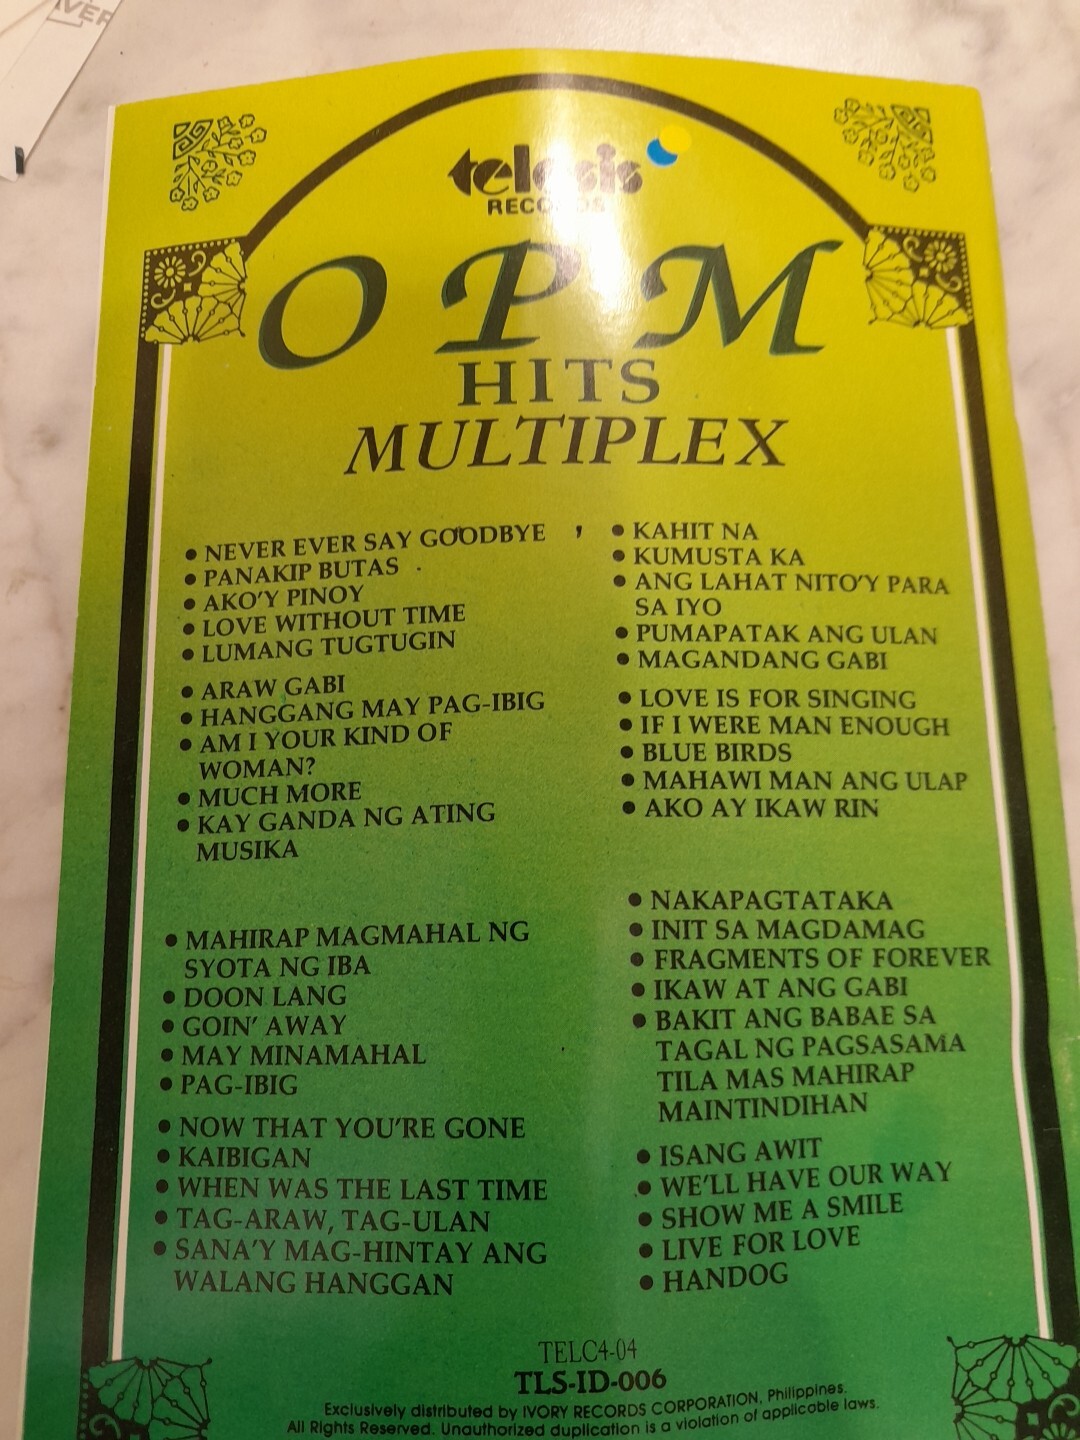 VER
telesis
RECORDS
OPM
HITS
MULTIPLEX
• NEVER EVER SAY GOODBYE
• PANAKIP BUTAS
• AKO'Y PINOY
• LOVE WITHOUT TIME
• LUMANG TUGTUGIN
• ARAW GABI
• HANGGANG MAY PAG-IBIG
• AM I YOUR KIND OF
WOMAN?
• MUCH MORE
• KAY GANDA NG ATING
MUSIKA
• MAHIRAP MAGMAHAL NG
SYOTA NG IBA
• DOON LANG
• GOIN' AWAY
• MAY MINAMAHAL
• PAG-IBIG
• NOW THAT YOU'RE GONE
• KAIBIGAN
• WHEN WAS THE LAST TIME
• TAG-ARAW, TAG-ULAN
• SANA'Y MAG-HINTAY ANG
WALANG HANGGAN
• KAHIT NA
• KUMUSTA KA
• ANG LAHAT NITO'Y PARA
SA IYO
• PUMAPATAK ANG ULAN
• MAGANDANG GABI
• LOVE IS FOR SINGING
• IF I WERE MAN ENOUGH
• BLUE BIRDS
• MAHAWI MAN ANG ULAP
• AKO AY IKAW RIN
• NAKAPAGTATAKA
• INIT SA MAGDAMAG
• FRAGMENTS OF FOREVER
• IKAW AT ANG GABI
• BAKIT ANG BABAE SA
TAGAL NG PAGSASAMA
TILA MAS MAHIRAP
MAINTINDIHAN
• ISANG AWIT
• WE'LL HAVE OUR WAY
• SHOW ME A SMILE
• LIVE FOR LOVE
• HANDOG
TELC4-04
TLS-ID-006
Exclusively distributed by IVORY RECORDS CORPORATION, Philippines.
All Rights Reserved. Unauthorized duplication is a violation of applicable laws.